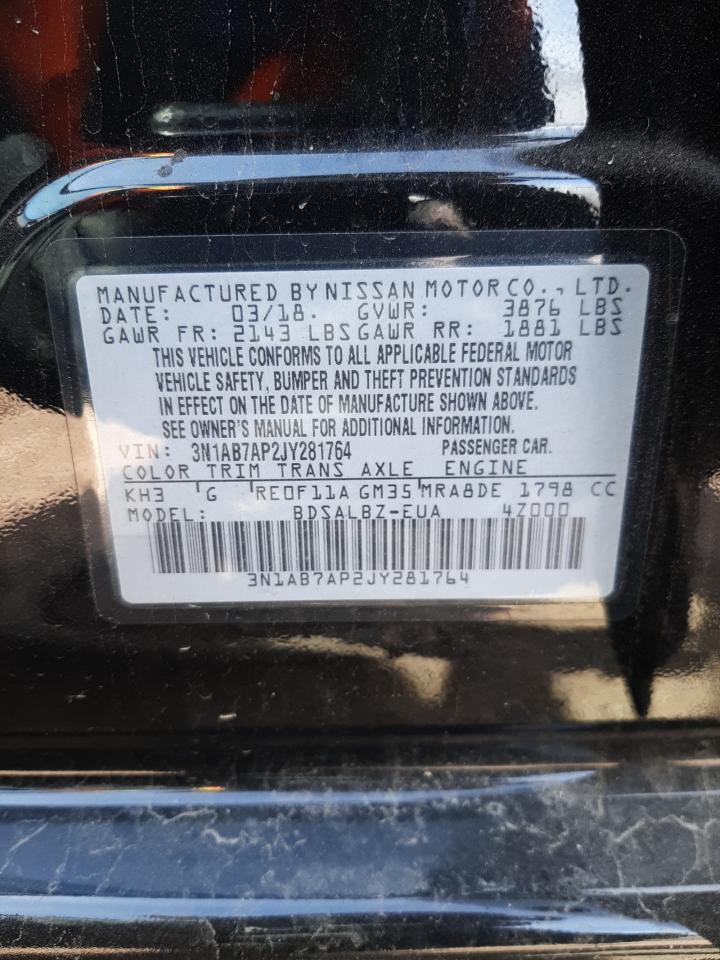 MANUFACTURED BY NISSAN MOTOR CO., LTD.
DATE: 03/18. GVWR: 3876 LBS
GAWR FR: 2143 LBS GAWR RR: 1881 LBS
THIS VEHICLE CONFORMS TO ALL APPLICABLE FEDERAL MOTOR
VEHICLE SAFETY, BUMPER AND THEFT PREVENTION STANDARDS
IN EFFECT ON THE DATE OF MANUFACTURE SHOWN ABOVE.
SEE OWNER'S MANUAL FOR ADDITIONAL INFORMATION.
VIN: 3N1AB7AP2JY281764 PASSENGER CAR.
COLOR TRIM TRANS AXLE ENGINE
KH3 G RE0F11A GM35 MRA8DE 1798 CC
MODEL: BDSALBZ-EUA 4Z000
3N1AB7AP2JY281764